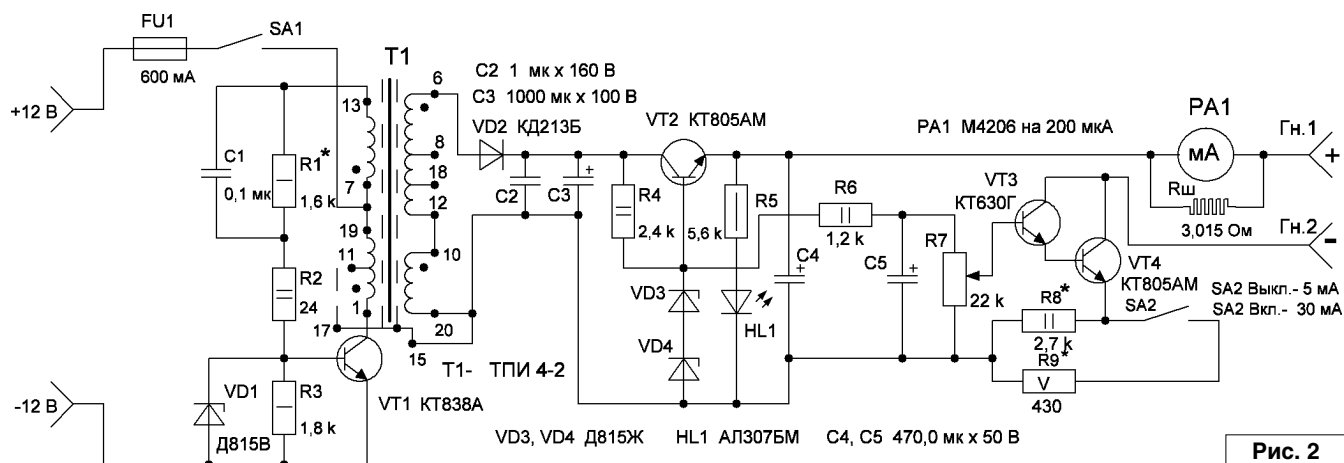 FU1
SA1
600 мА
+12 В
T1
C1
0,1 мк
R1*
1,6 k
R2
24
13
7
19
11
1
17
15
6
8
18
12
10
20
C2 1 мк х 160 В
C3 1000 мк х 100 В
VD2 КД213Б
C2
C3
+
VT2 КТ805АМ
R4
2,4 k
R5
5,6 k
VD3
VD4
HL1
R6
1,2 k
C4
+
C5
+
R7
22 k
PA1 М4206 на 200 мкА
VT3
КТ630Г
VT4
КТ805АМ
PA1
мА
Rш
3,015 Ом
Гн.1
+
Гн.2
-
SA2
SA2 Выкл.- 5 мА
SA2 Вкл.- 30 мА
R8*
2,7 k
R9*
V
430
-12 В
VD1
Д815В
R3
1,8 k
VT1 КТ838А
T1- ТПИ 4-2
VD3, VD4 Д815Ж HL1 АЛ307БМ C4, C5 470,0 мк х 50 В
Рис. 2